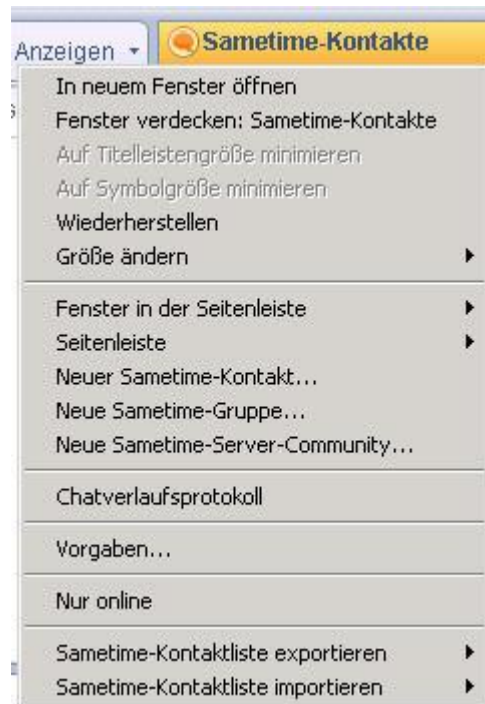 Anzeigen
Sametime-Kontakte
In neuem Fenster öffnen
Fenster verdecken: Sametime-Kontakte
Auf Titelleistengröße minimieren
Auf Symbolgröße minimieren
Wiederherstellen
Größe ändern
Fenster in der Seitenleiste
Seitenleiste
Neuer Sametime-Kontakt...
Neue Sametime-Gruppe...
Neue Sametime-Server-Community...
Chatverlaufsprotokoll
Vorgaben...
Nur online
Sametime-Kontaktliste exportieren
Sametime-Kontaktliste importieren